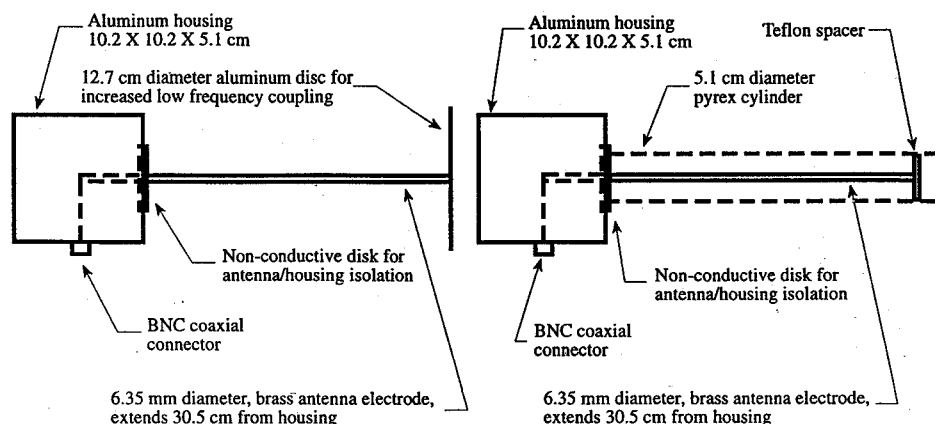 Aluminum housing
10.2 X 10.2 X 5.1 cm
12.7 cm diameter aluminum disc for
increased low frequency coupling
Non-conductive disk for
antenna/housing isolation
BNC coaxial
connector
6.35 mm diameter, brass antenna electrode,
extends 30.5 cm from housing
Aluminum housing
10.2 X 10.2 X 5.1 cm
Teflon spacer
5.1 cm diameter
pyrex cylinder
Non-conductive disk for
antenna/housing isolation
BNC coaxial
connector
6.35 mm diameter, brass antenna electrode,
extends 30.5 cm from housing